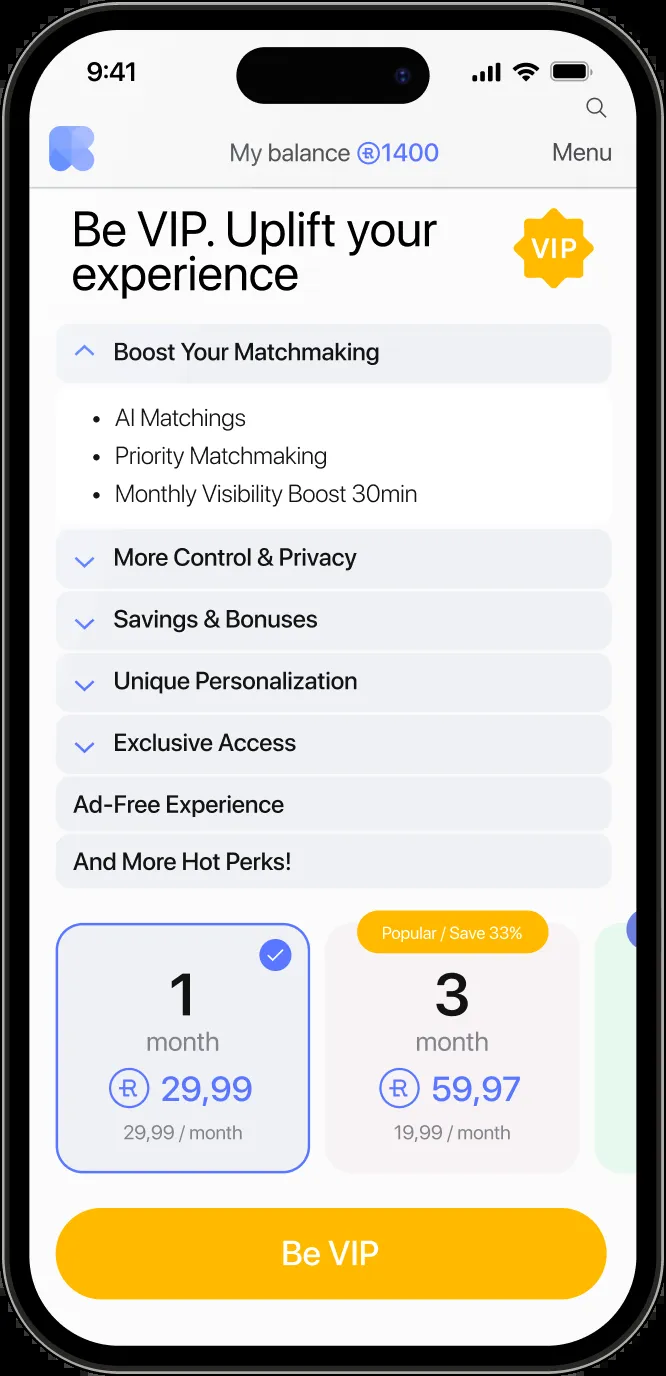 9:41
My balance R1400
Menu
Be VIP. Uplift your
experience
VIP
Boost Your Matchmaking
• AI Matchings
• Priority Matchmaking
• Monthly Visibility Boost 30min
More Control & Privacy
Savings & Bonuses
Unique Personalization
Exclusive Access
Ad-Free Experience
And More Hot Perks!
1
month
R 29,99
29,99 / month
Popular / Save 33%
3
month
R 59,97
19,99 / month
Be VIP